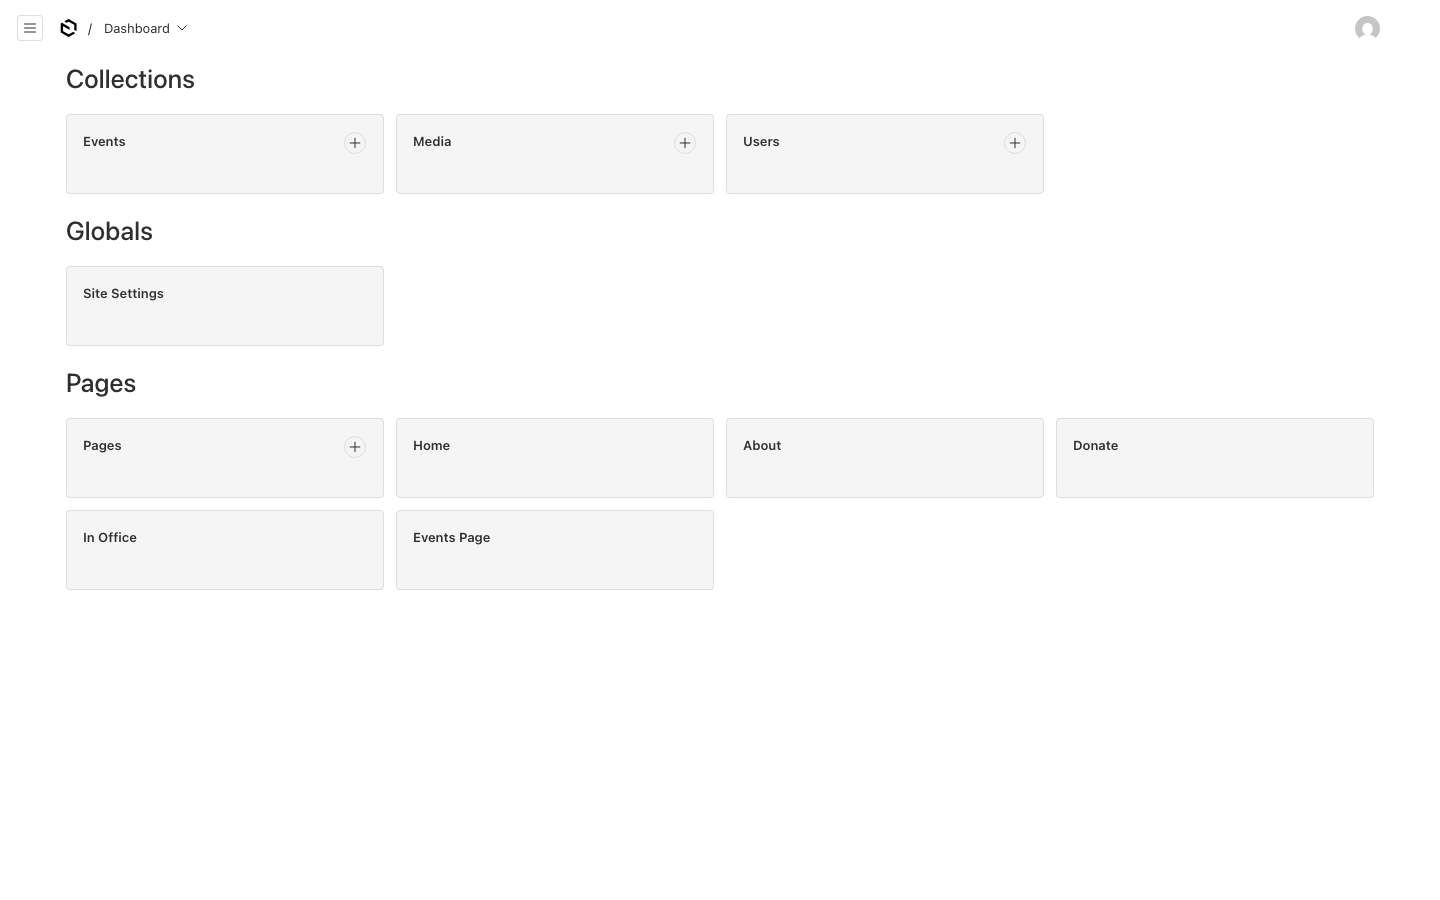 / Dashboard
Collections
Events
Media
Users
Globals
Site Settings
Pages
Pages
Home
About
Donate
In Office
Events Page